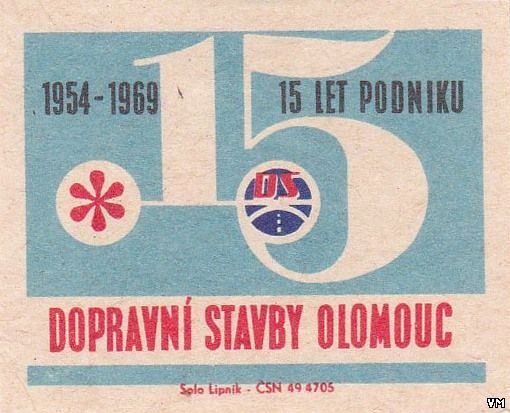 15
1954-1969
15 LET PODNIKU
DS
DOPRAVNÍ STAVBY OLOMOUC
Solo Lipník - ČSN 49 4705
VM